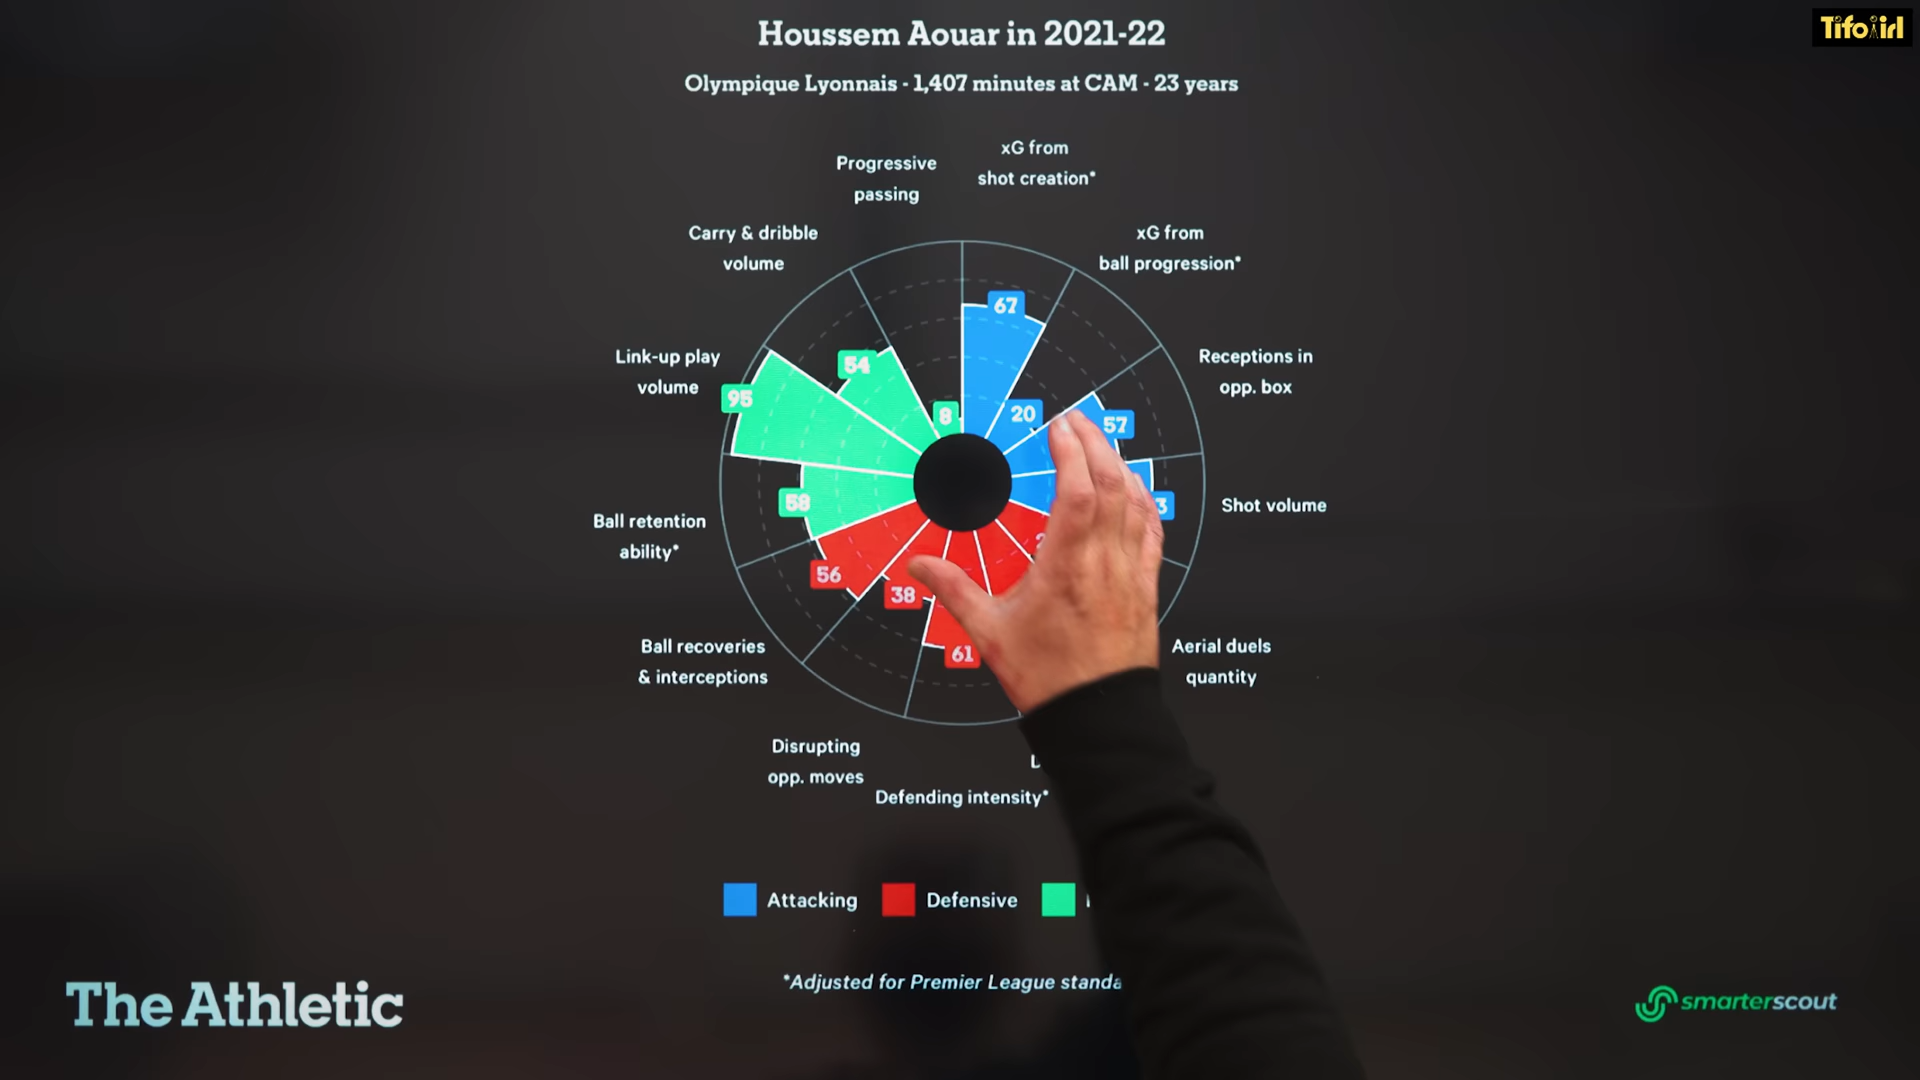 Tifo irl
Houssem Aouar in 2021-22
Olympique Lyonnais - 1,407 minutes at CAM - 23 years
xG from
shot creation*
Progressive
passing
Carry & dribble
volume
xG from
ball progression*
67
Link-up play
volume
54
Receptions in
opp. box
95
8
20
57
58
Shot volume
Ball retention
ability*
56
38
61
Ball recoveries
& interceptions
Aerial duels
quantity
Disrupting
opp. moves
Defending intensity*
Attacking
Defensive
*Adjusted for Premier League
The Athletic
smarterscout